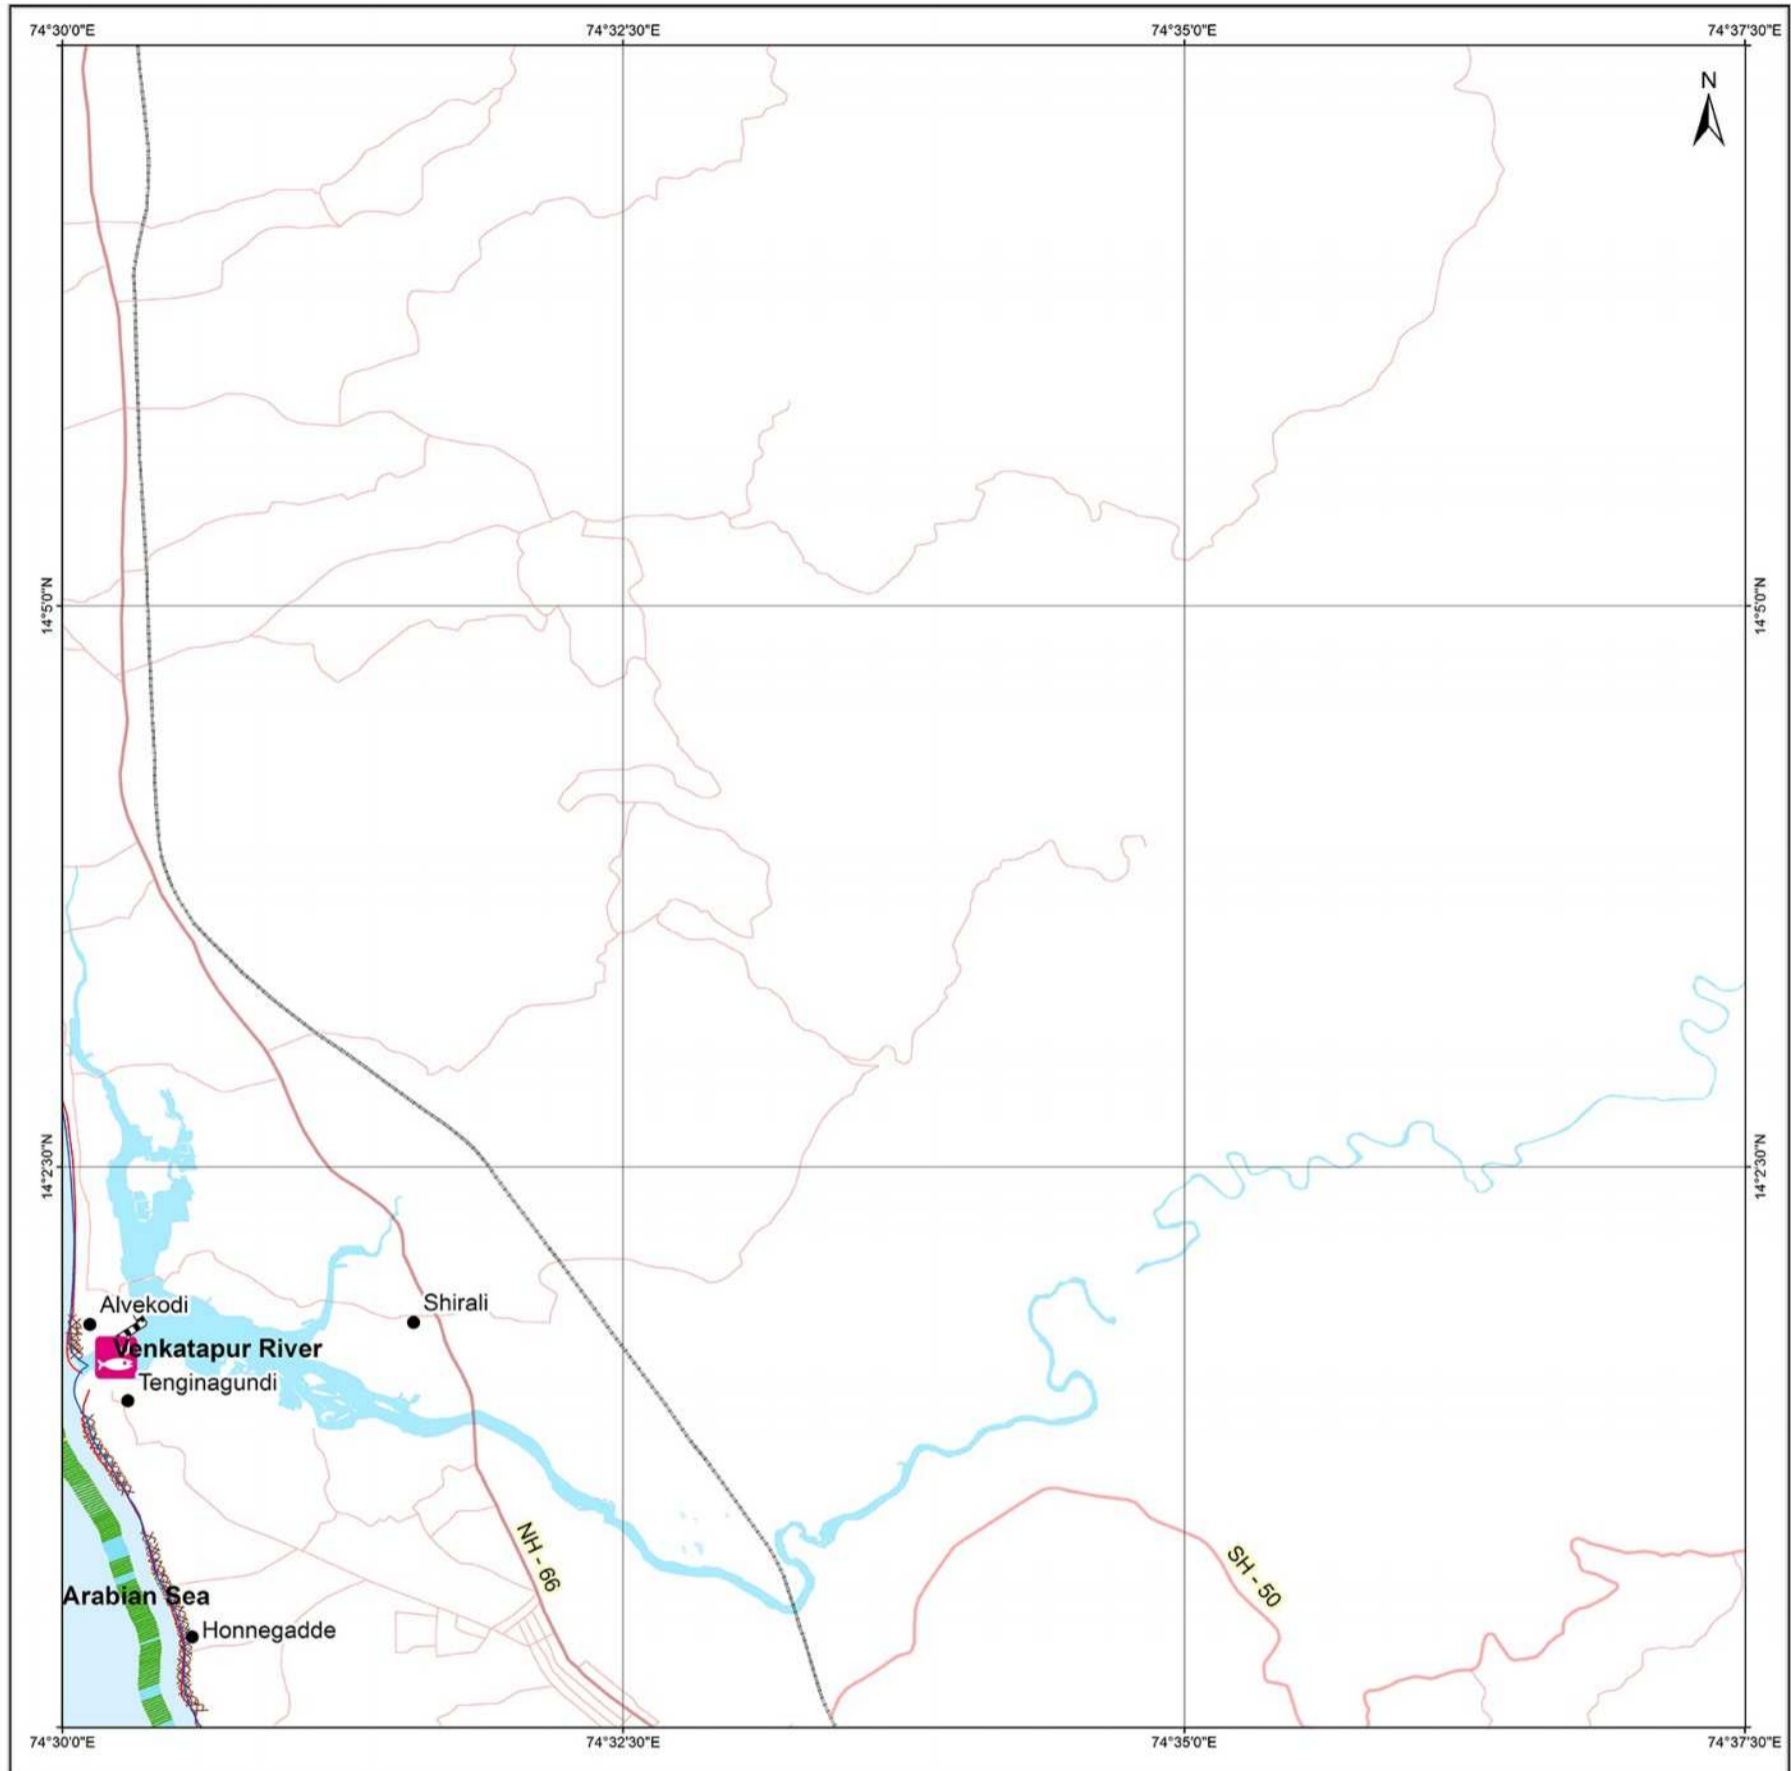 74°30'0"E 74°32'30"E 74°35'0"E 74°37'30"E
N
14°5'0"N 14°5'0"N
14°2'30"N 14°2'30"N
Alvekodi
Shirali
Venkatapur River
Tenginagundi
NH - 66
SH - 50
Arabian Sea
Honnegadde
74°30'0"E 74°32'30"E 74°35'0"E 74°37'30"E